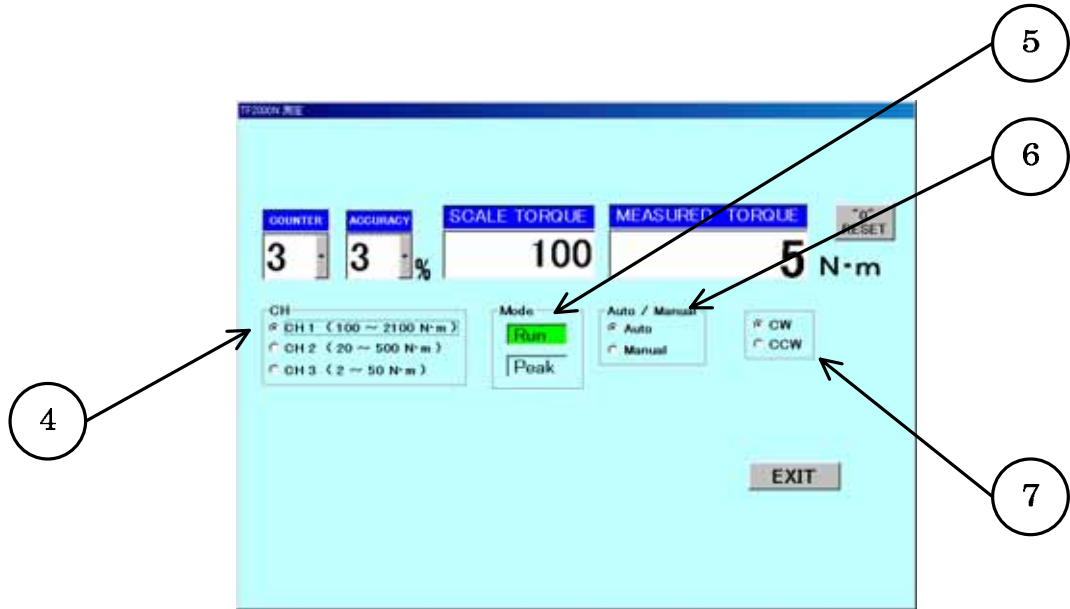 5
TF2000N 測定
6
COUNTER ACCURACY SCALE TORQUE MEASURED TORQUE "0" RESET
3 3 % 100 5 N·m
CH
CH 1 (100 ~ 2100 N·m)
CH 2 (20 ~ 500 N·m)
CH 3 (2 ~ 50 N·m)
Mode
Run
Peak
Auto / Manual
Auto
Manual
CW
CCW
4
EXIT
7